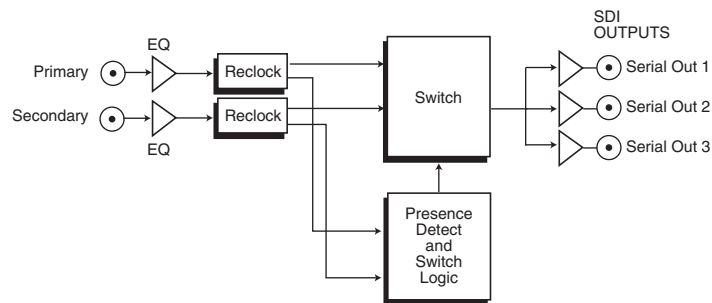 SDI
OUTPUTS
EQ
Primary
Reclock
Serial Out 1
Secondary
Reclock
Switch
Serial Out 2
EQ
Serial Out 3
Presence
Detect
and
Switch
Logic